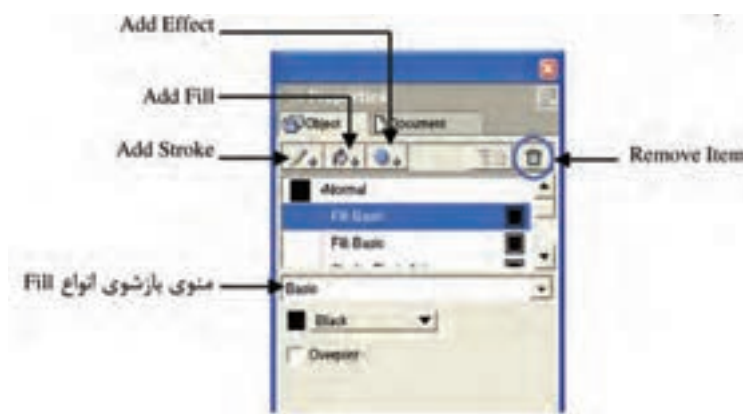 Add Effect
Add Fill
Properties
Object Document
Add Stroke
Remove Item
Normal
Fill Basic
Fill Basic
منوی بازشوی انواع Fill
Basic
Black
Overprint